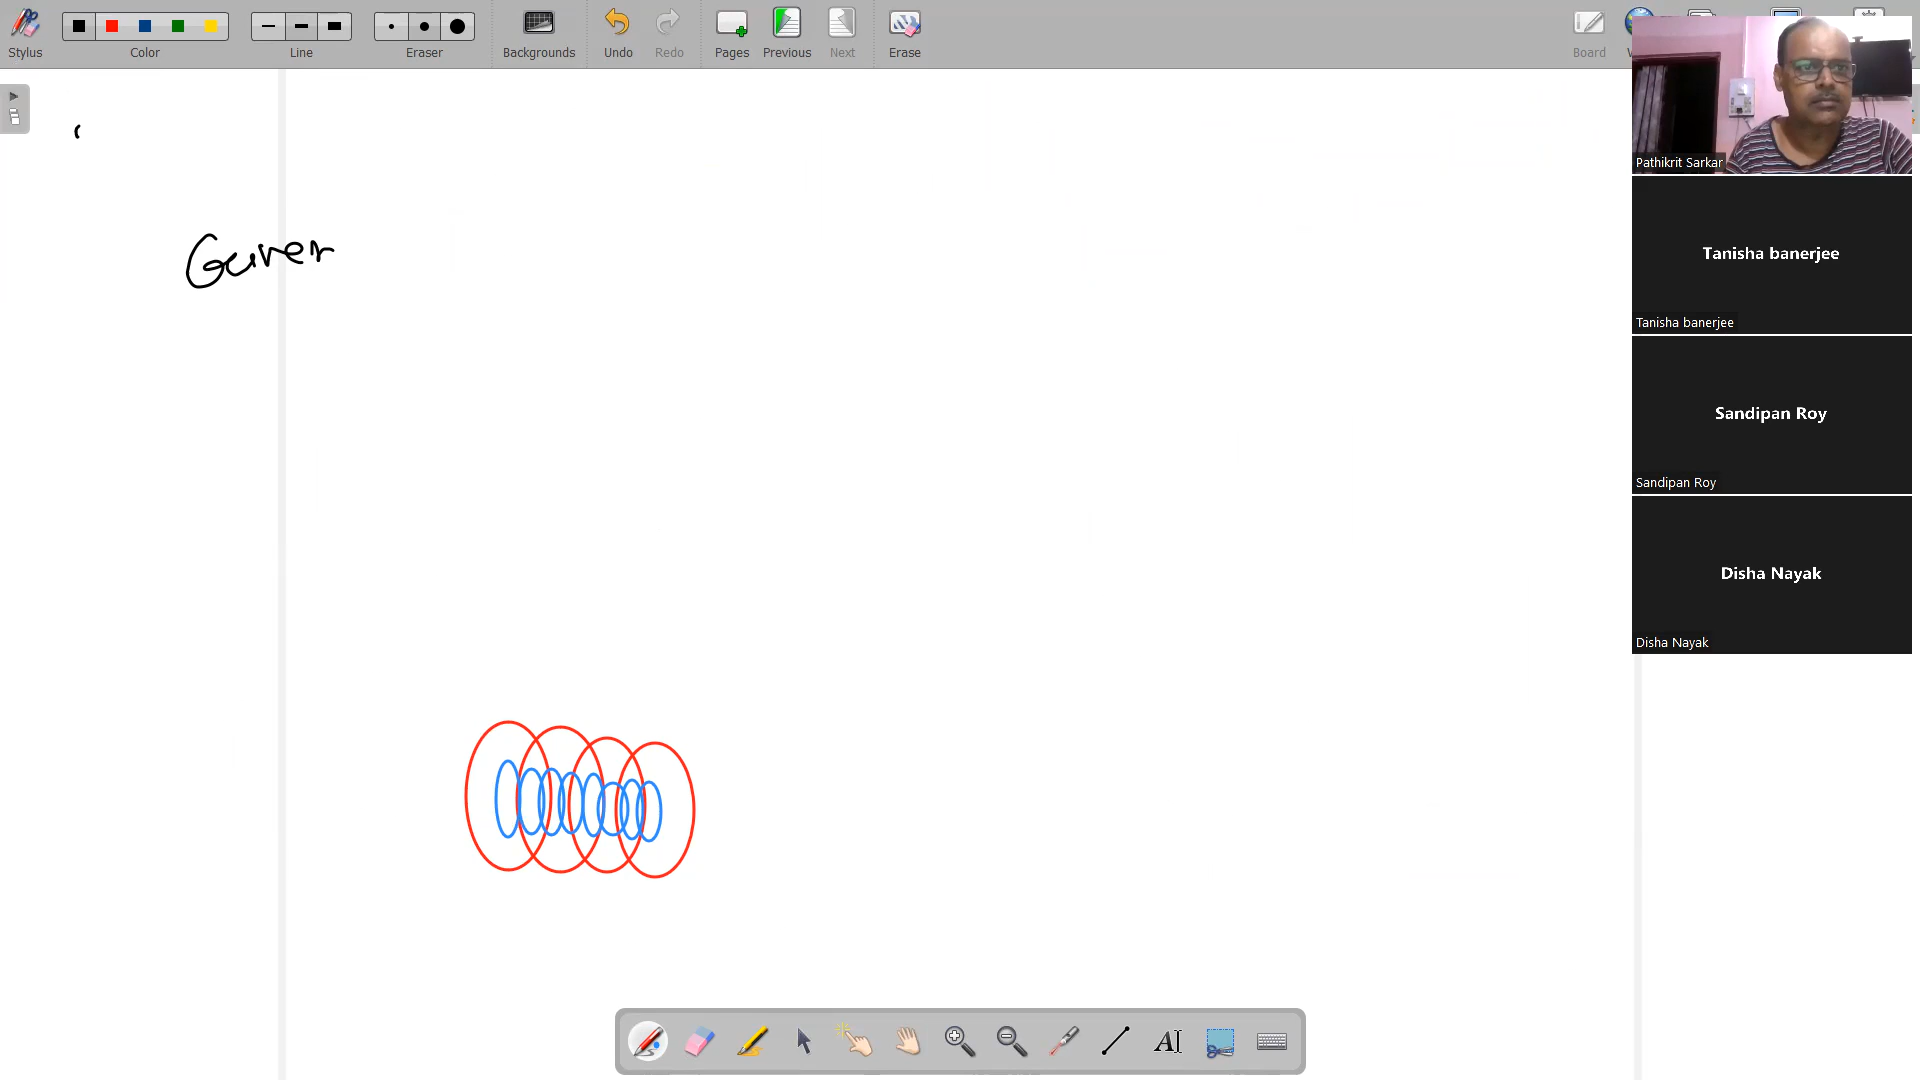 Stylus Color Line Eraser Backgrounds Undo Redo Pages Previous Next Erase Board
Pathikrit Sarkar
Tanisha banerjee
Tanisha banerjee
Sandipan Roy
Sandipan Roy
Disha Nayak
Disha Nayak